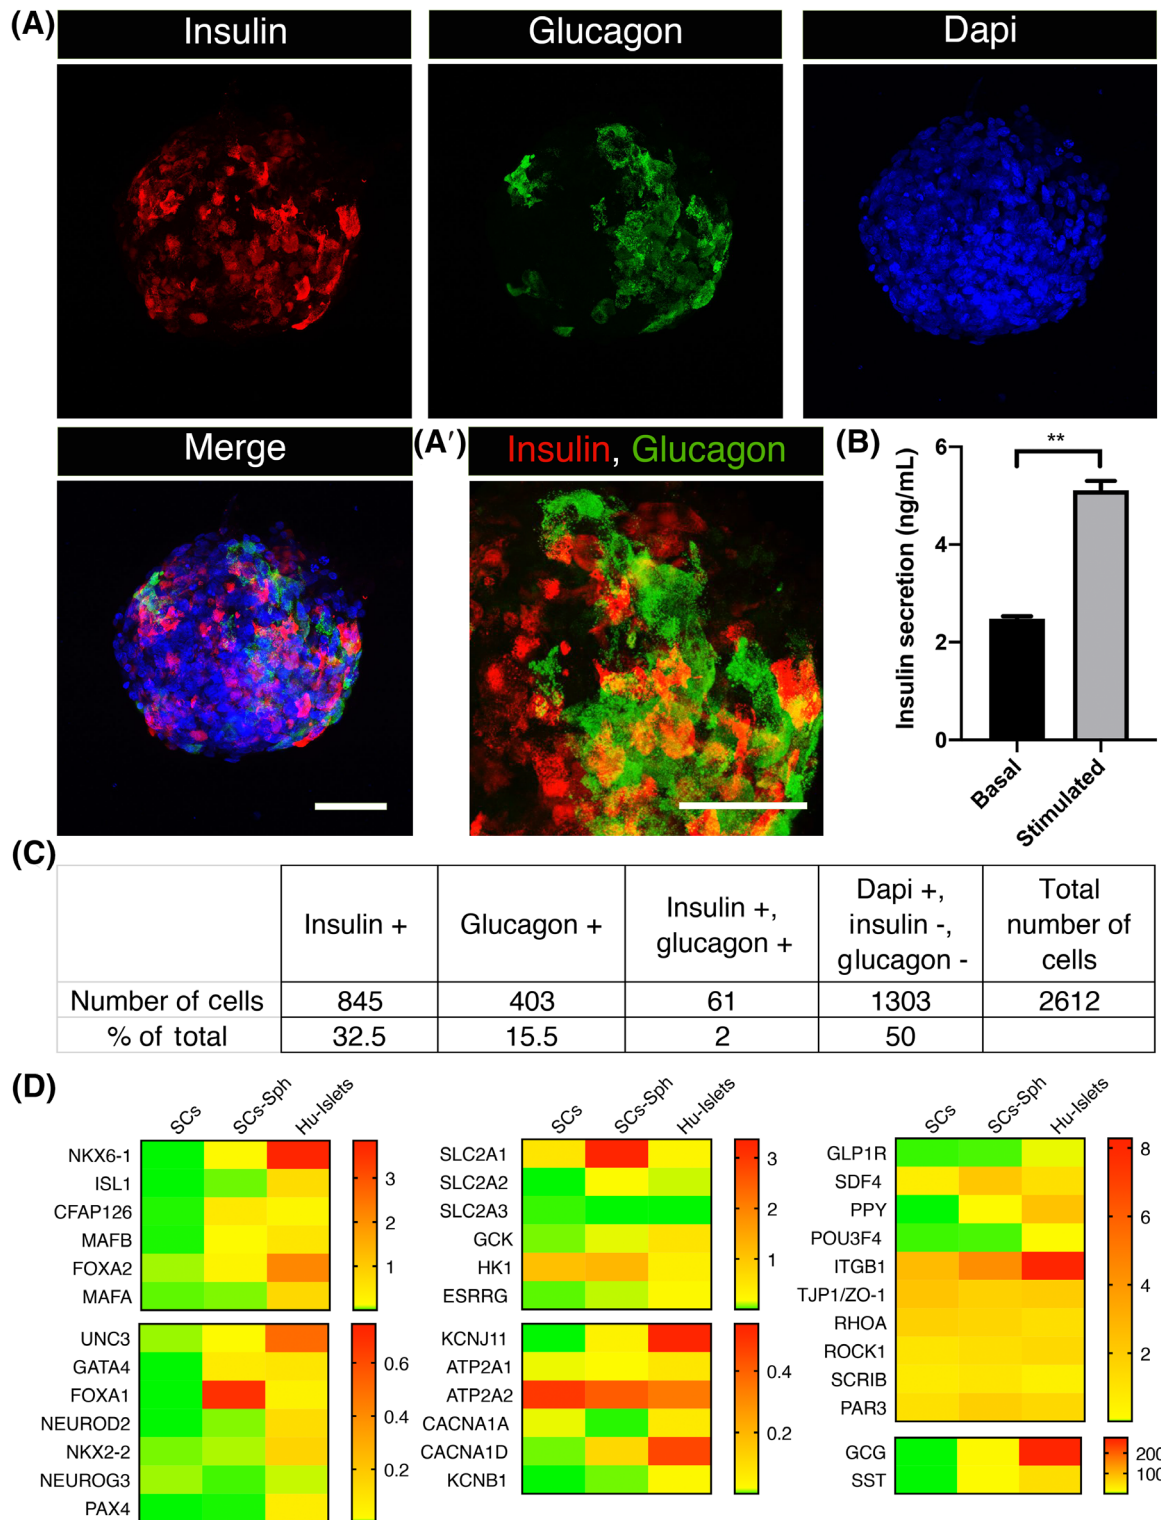 (A)
Insulin
Glucagon
Dapi
Merge
(A′)
Insulin, Glucagon
(B)
**
Insulin secretion (ng/mL)
6
4
2
0
Basal
Stimulated
(C)
Insulin +
Glucagon +
Insulin +,
glucagon +
Dapi +,
insulin -,
glucagon -
Total
number of
cells
Number of cells 845 403 61 1303 2612
% of total 32.5 15.5 2 50
(D)
SCs SCs-Sph Hu-Islets
NKX6-1
ISL1
CFAP126
MAFB
FOXA2
MAFA
3
2
1
UNC3
GATA4
FOXA1
NEUROD2
NKX2-2
NEUROG3
PAX4
0.6
0.4
0.2
SCs SCs-Sph Hu-Islets
SLC2A1
SLC2A2
SLC2A3
GCK
HK1
ESRRG
3
2
1
KCNJ11
ATP2A1
ATP2A2
CACNA1A
CACNA1D
KCNB1
0.4
0.2
SCs SCs-Sph Hu-Islets
GLP1R
SDF4
PPY
POU3F4
ITGB1
TJP1/ZO-1
RHOA
ROCK1
SCRIB
PAR3
8
6
4
2
GCG
SST
200
100